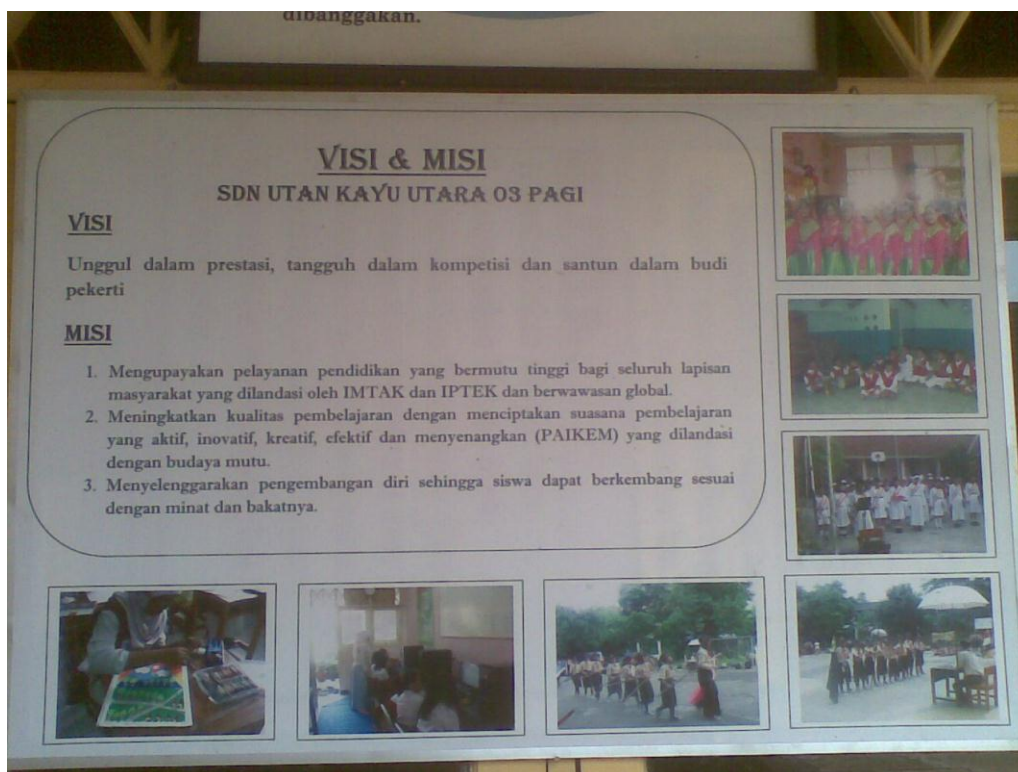 dibanggakan.
VISI & MISI
SDN UTAN KAYU UTARA 03 PAGI
VISI
Unggul dalam prestasi, tangguh dalam kompetisi dan santun dalam budi
pekerti
MISI
1. Mengupayakan pelayanan pendidikan yang bermutu tinggi bagi seluruh lapisan
masyarakat yang dilandasi oleh IMTAK dan IPTEK dan berwawasan global.
2. Meningkatkan kualitas pembelajaran dengan menciptakan suasana pembelajaran
yang aktif, inovatif, kreatif, efektif dan menyenangkan (PAIKEM) yang dilandasi
dengan budaya mutu.
3. Menyelenggarakan pengembangan diri sehingga siswa dapat berkembang sesuai
dengan minat dan bakatnya.